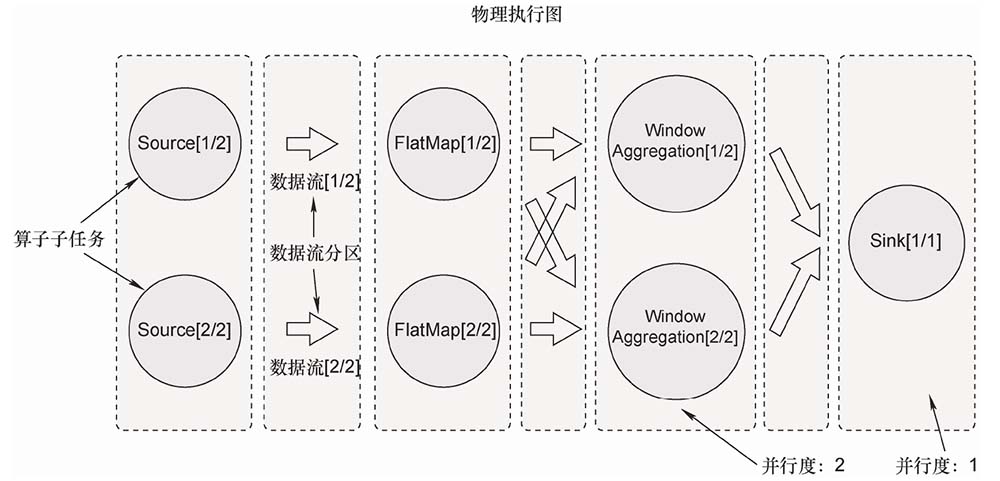 物理执行图
Source[1/2]
FlatMap[1/2]
Window
Aggregation[1/2]
数据流[1/2]
算子子任务
数据流分区
Sink[1/1]
Source[2/2]
FlatMap[2/2]
Window
Aggregation[2/2]
数据流[2/2]
并行度：2
并行度：1